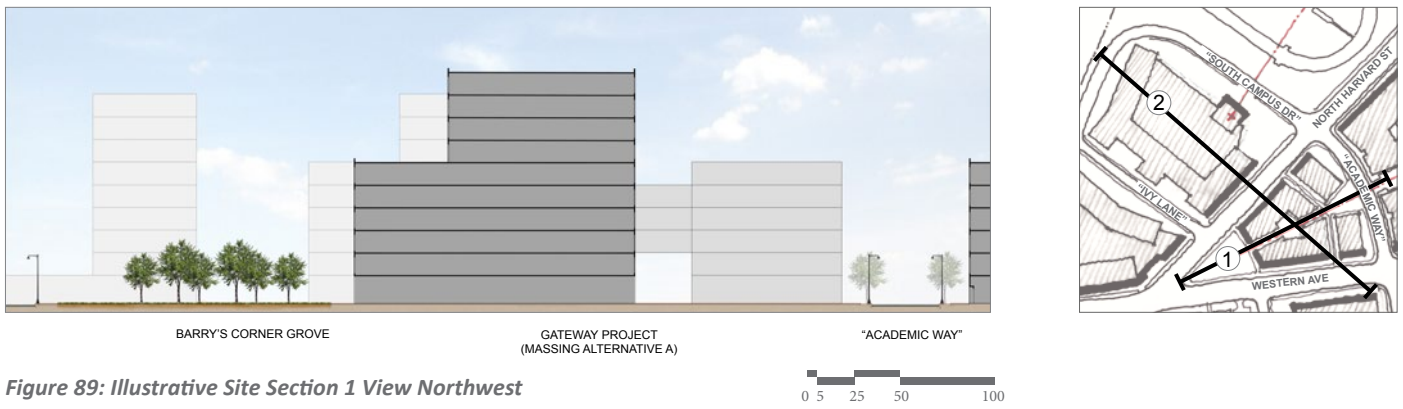 BARRY'S CORNER GROVE
GATEWAY PROJECT
(MASSING ALTERNATIVE A)
“ACADEMIC WAY”
Figure 89: Illustrative Site Section 1 View Northwest
0 5 25 50 100
“SOUTH CAMPUS DR”
NORTH HARVARD ST
2
“ACADEMIC WAY”
“IVY LANE”
1
WESTERN AVE